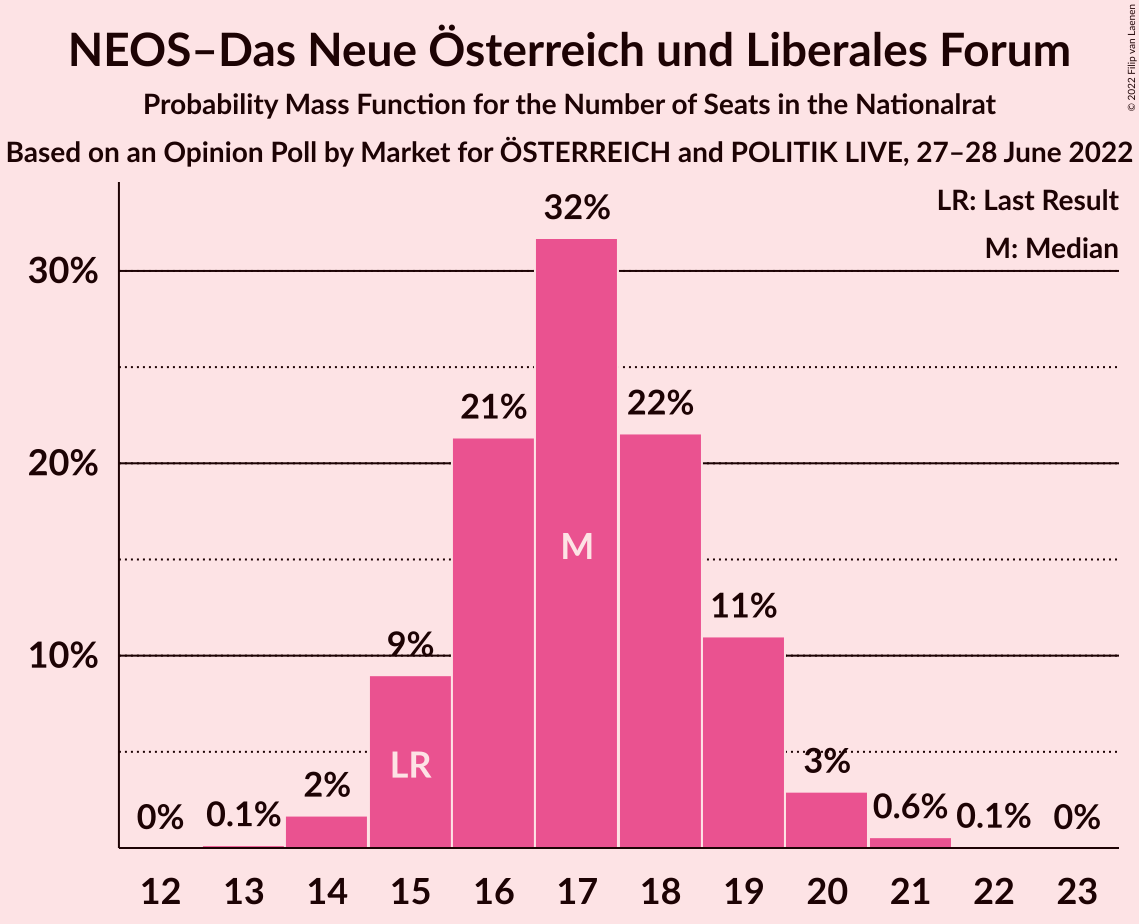 NEOS–Das Neue Österreich und Liberales Forum
Probability Mass Function for the Number of Seats in the Nationalrat
Based on an Opinion Poll by Market for ÖSTERREICH and POLITIK LIVE, 27–28 June 2022
© 2022 Filip van Laenen
LR: Last Result
M: Median
32%
30%
22%
21%
20%
M
11%
9%
10%
LR
3%
2%
0%
0.1%
0.6%
0.1%
0%
12 13 14 15 16 17 18 19 20 21 22 23